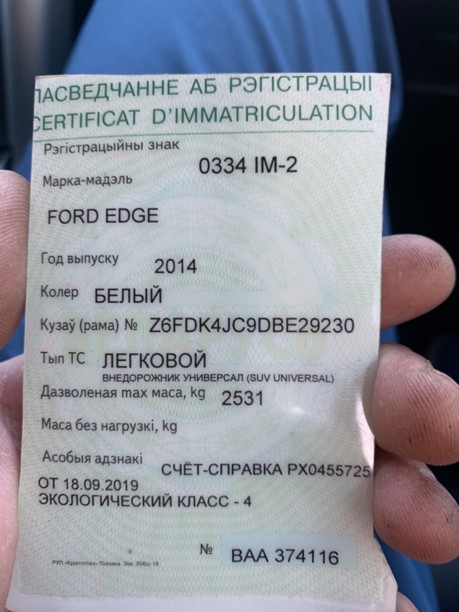 ПАСВЕДЧАННЕ АБ РЭГІСТРАЦЫІ
CERTIFICAT D'IMMATRICULATION
Рэгістрацыйны знак 0334 IM-2
Марка-мадэль
FORD EDGE
Год выпуску 2014
Колер БЕЛЫЙ
Кузаў (рама) № Z6FDK4JC9DBE29230
Тып ТС ЛЕГКОВОЙ
ВНЕДОРОЖНИК УНИВЕРСАЛ (SUV UNIVERSAL)
Дазволеная max маса, kg 2531
Маса без нагрузкі, kg
Асобыя адзнакі СЧЁТ-СПРАВКА РХ0455725
ОТ 18.09.2019
ЭКОЛОГИЧЕСКИЙ КЛАСС - 4
№ BAA 374116